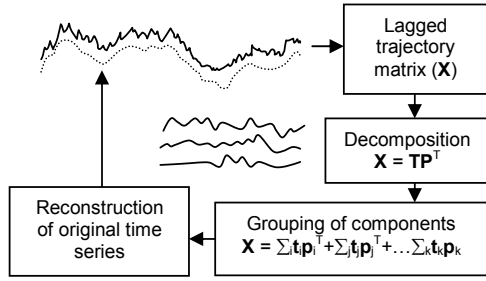 Lagged
trajectory
matrix (X)
Decomposition
X = TPᵀ
Grouping of components
X = ∑ᵢtᵢpᵢᵀ+∑ⱼtⱼpⱼᵀ+…∑ₖtₖpₖ
Reconstruction
of original time
series